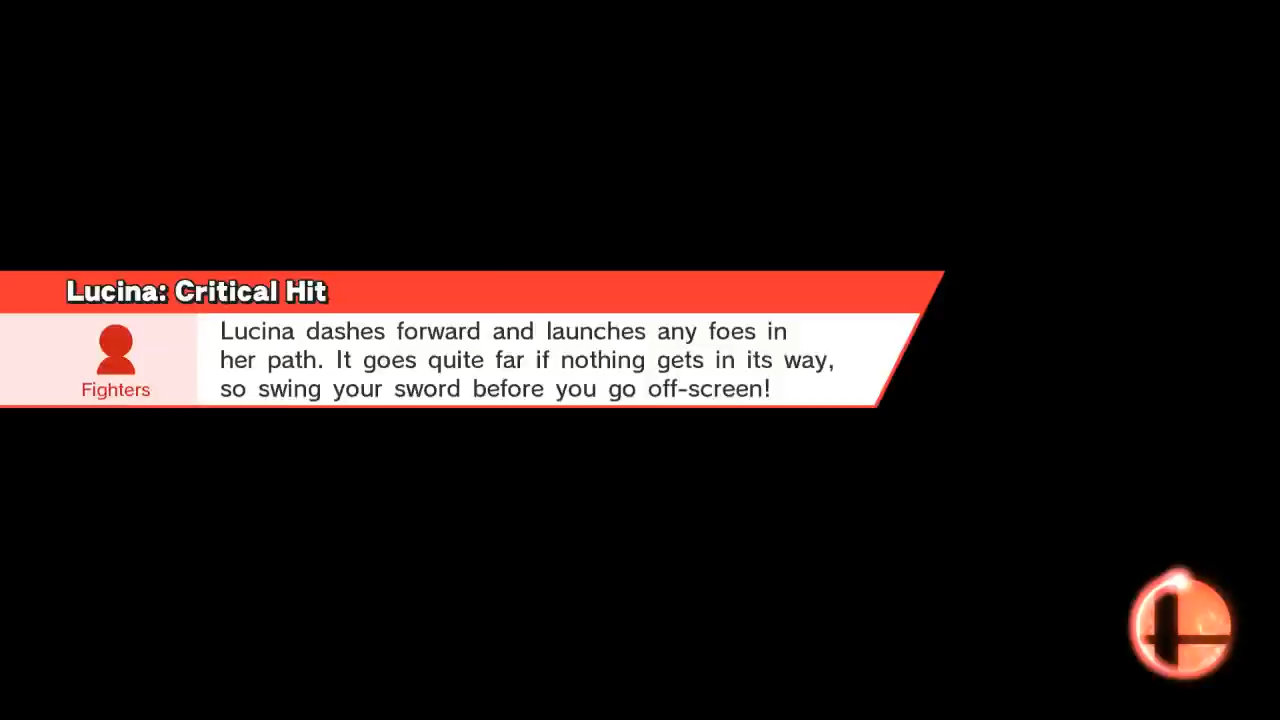 Lucina: Critical Hit
Lucina dashes forward and launches any foes in
her path. It goes quite far if nothing gets in its way,
so swing your sword before you go off-screen!
Fighters